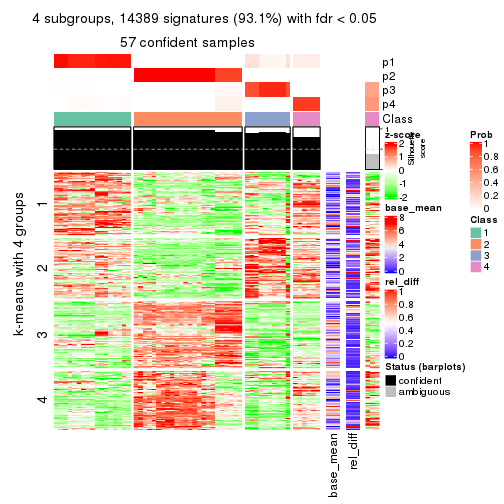 4 subgroups, 14389 signatures (93.1%) with fdr < 0.05
57 confident samples
p1
p2
p3
p4
Class
1
Silhouette
score
k-means with 4 groups
1
2
3
4
base_mean
rel_diff
z-score
2
1
0
-1
-2
base_mean
8
6
4
2
0
rel_diff
1
0.8
0.6
0.4
0.2
0
Status (barplots)
confident
ambiguous
Prob
1
0.8
0.6
0.4
0.2
0
Class
1
2
3
4